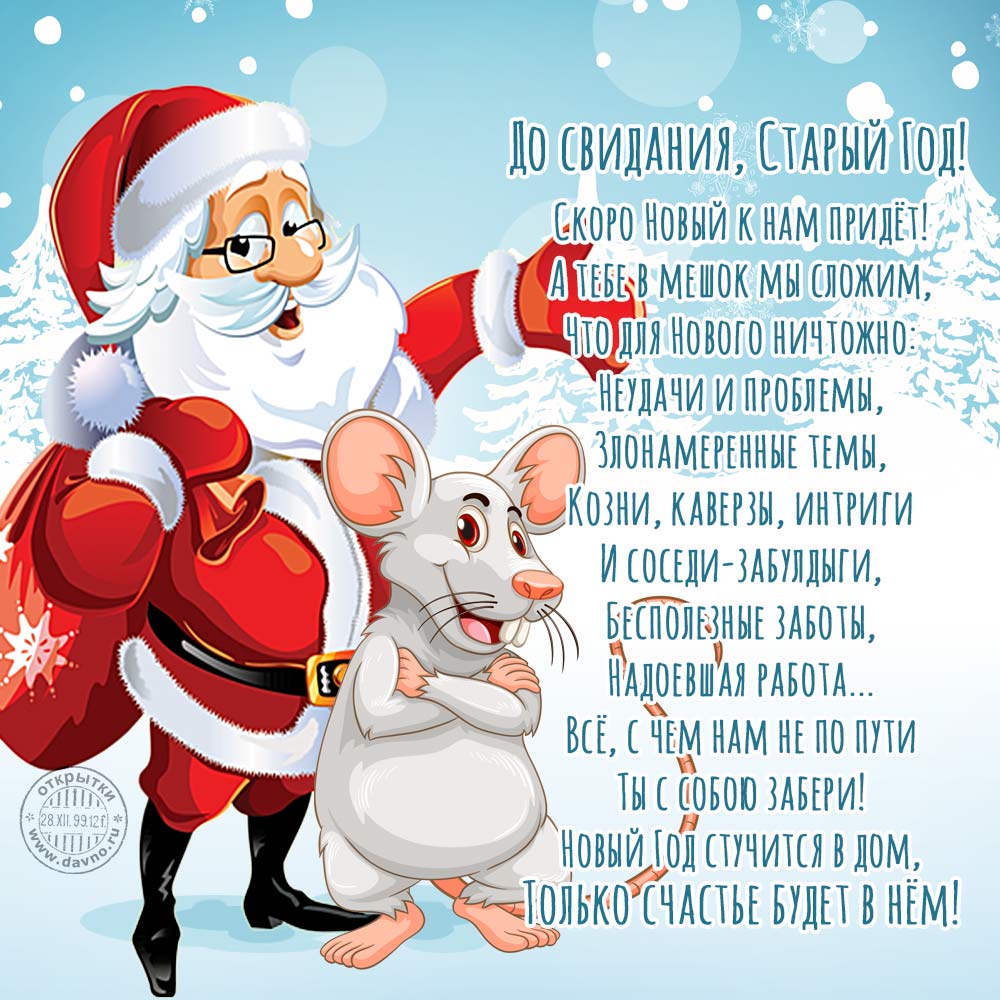 До свидания, Старый Год!
Скоро Новый к нам придёт!
А тебе в мешок мы сложим,
Что для Нового ничтожно:
Неудачи и проблемы,
Злонамеренные темы,
Козни, каверзы, интриги
И соседи-забулдыги,
Бесполезные заботы,
Надоевшая работа...
Всё, с чем нам не по пути
Ты с собою забери!
Новый Год стучится в дом,
Только счастье будет в нём!
открытки
28.XII.99.12г.
* www.davno.ru *